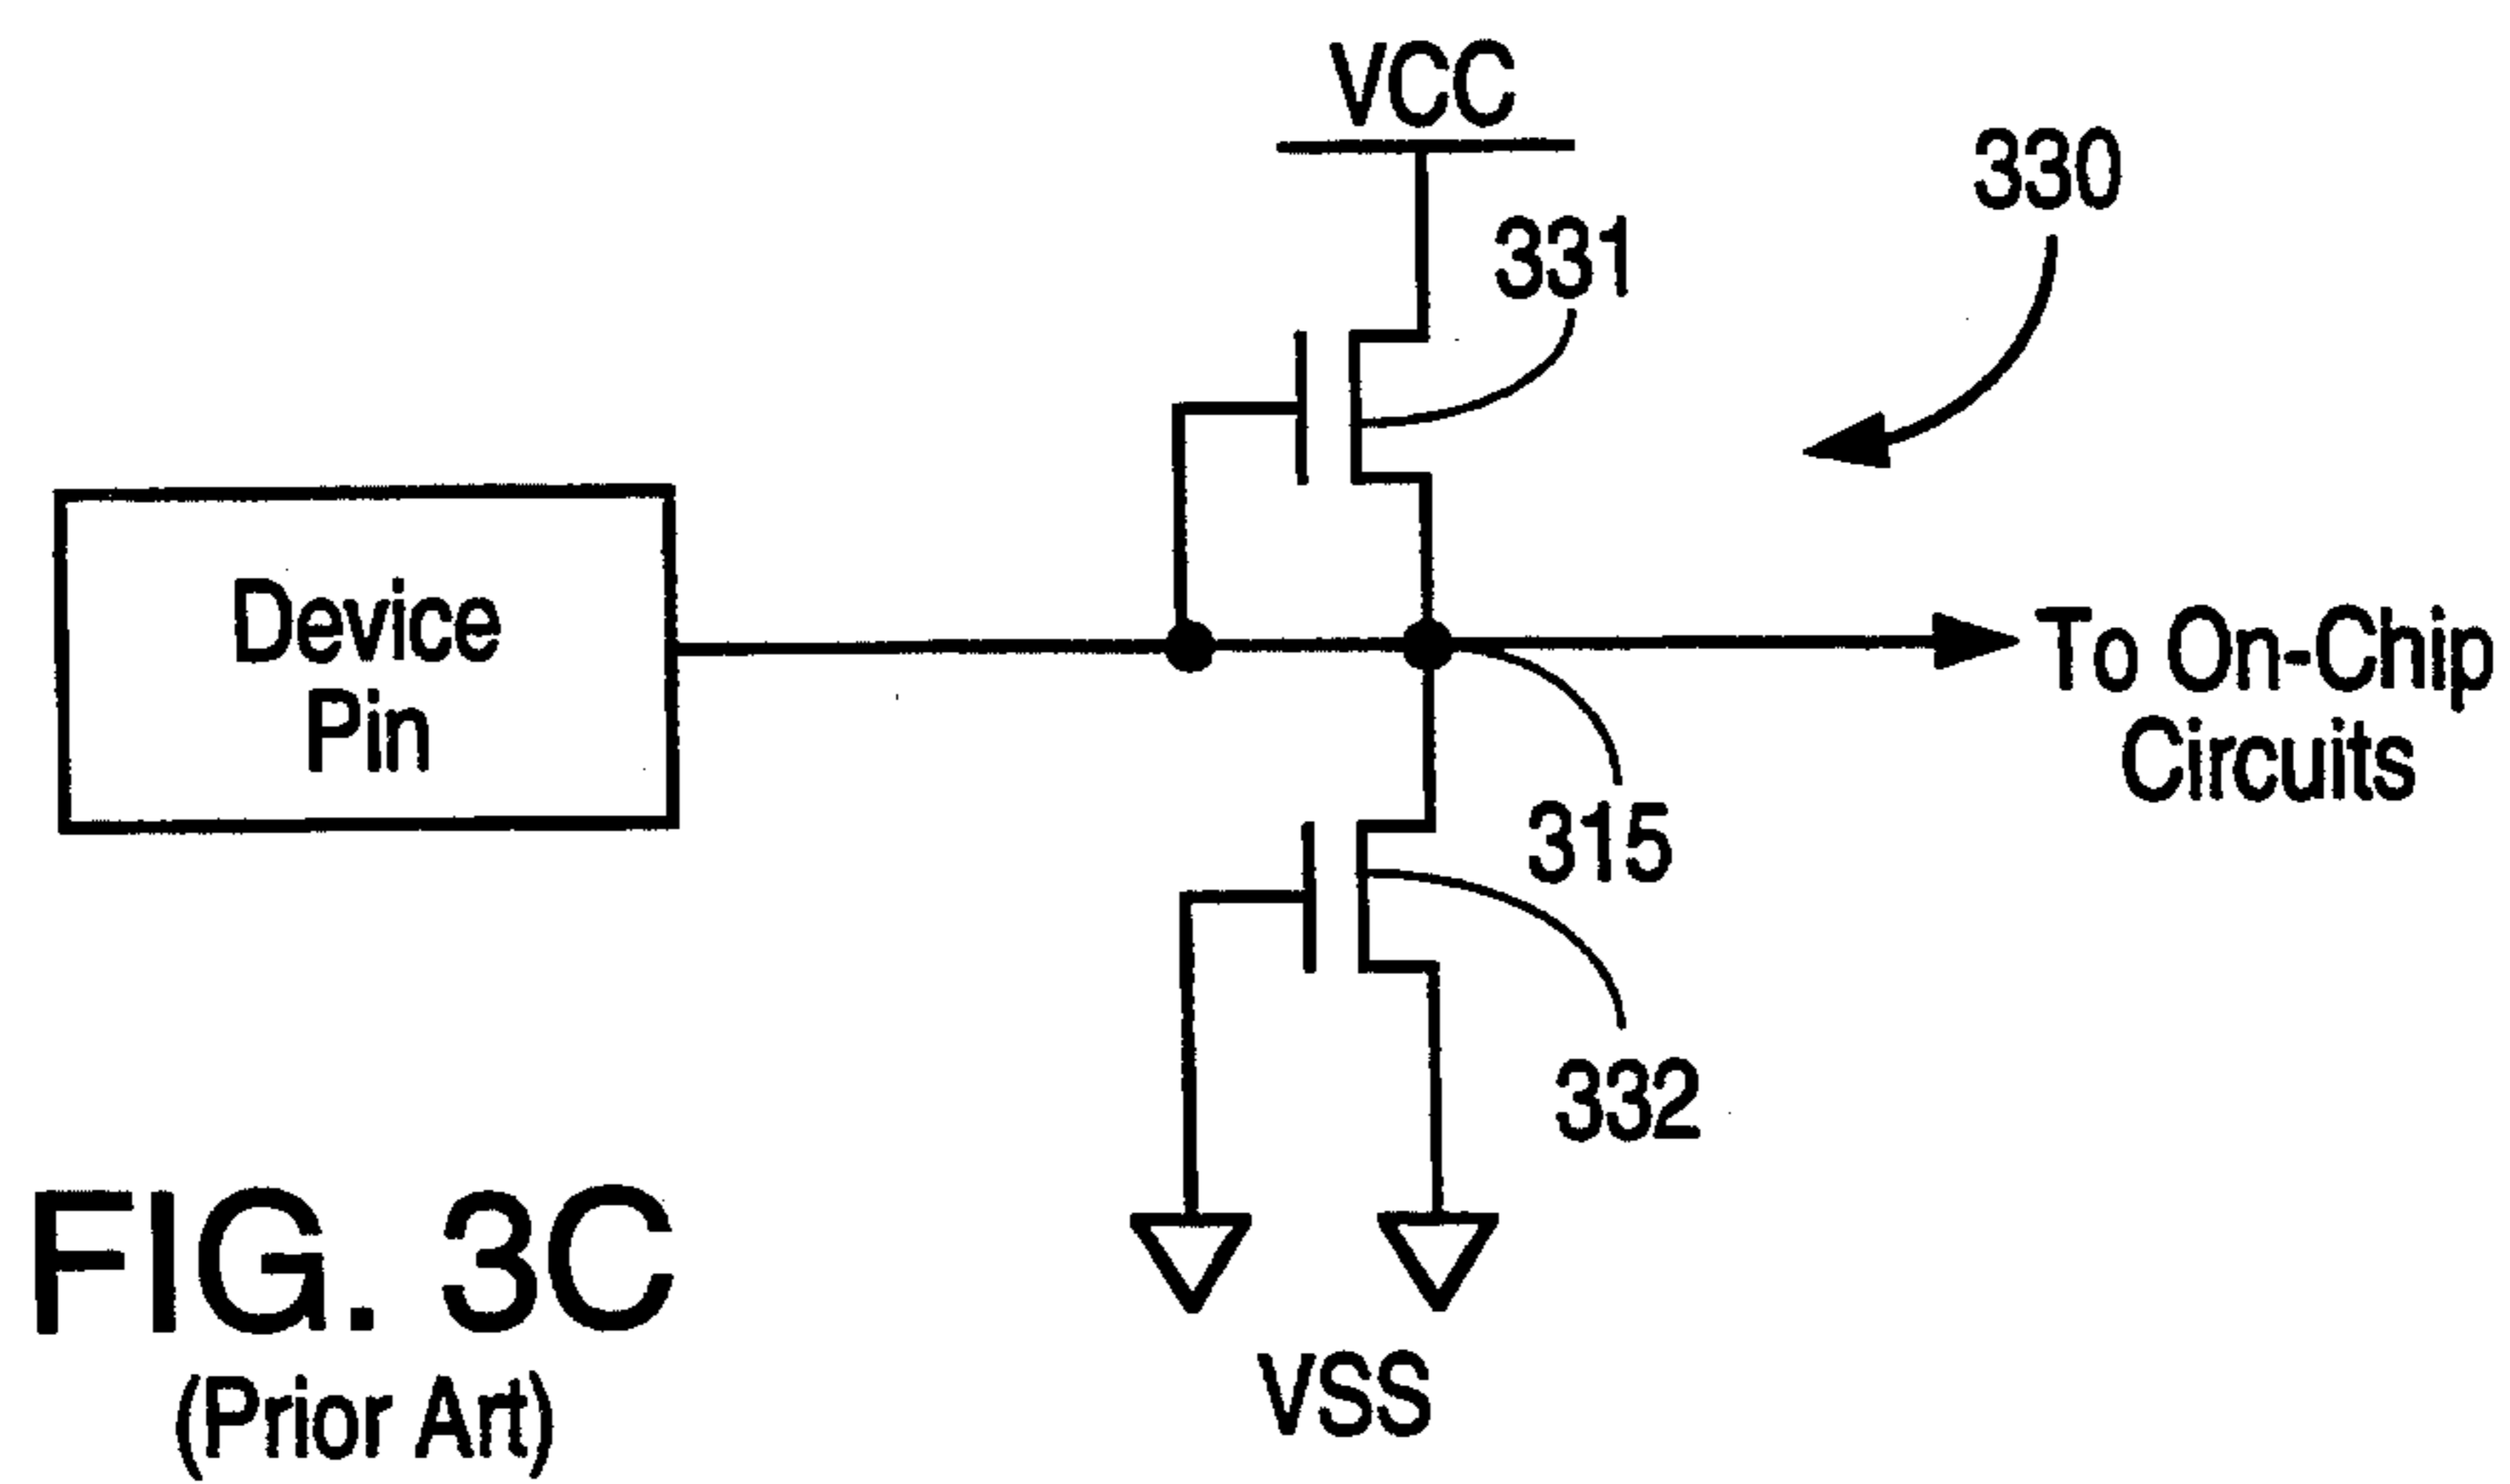 VCC
330
331
Device
Pin
To On-Chip
Circuits
315
332
VSS
FIG. 3C
(Prior Art)